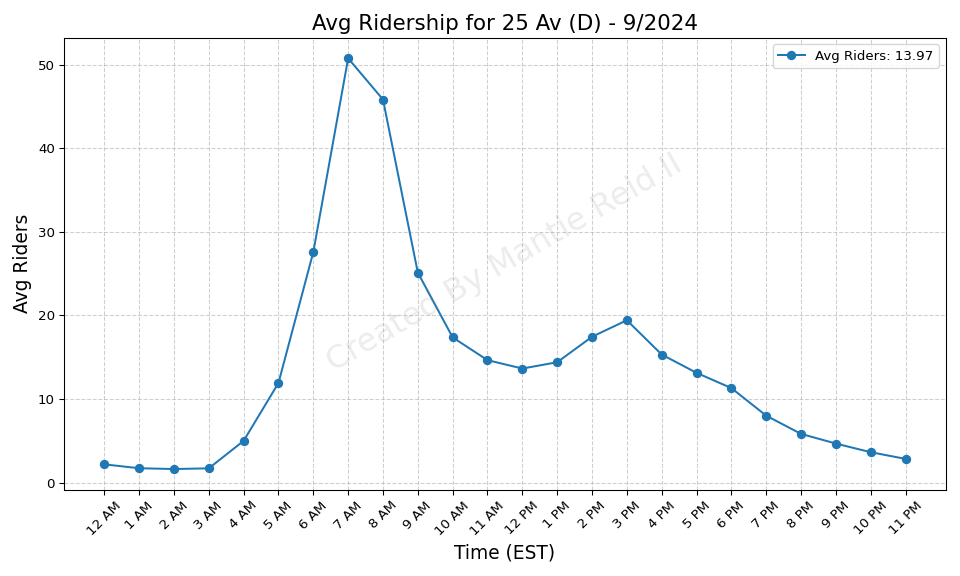 Avg Ridership for 25 Av (D) - 9/2024
Avg Riders: 13.97
Avg Riders
50
40
30
20
10
0
Created By Mantie Reid II
12 AM
1 AM
2 AM
3 AM
4 AM
5 AM
6 AM
7 AM
8 AM
9 AM
10 AM
11 AM
12 PM
1 PM
2 PM
3 PM
4 PM
5 PM
6 PM
7 PM
8 PM
9 PM
10 PM
11 PM
Time (EST)